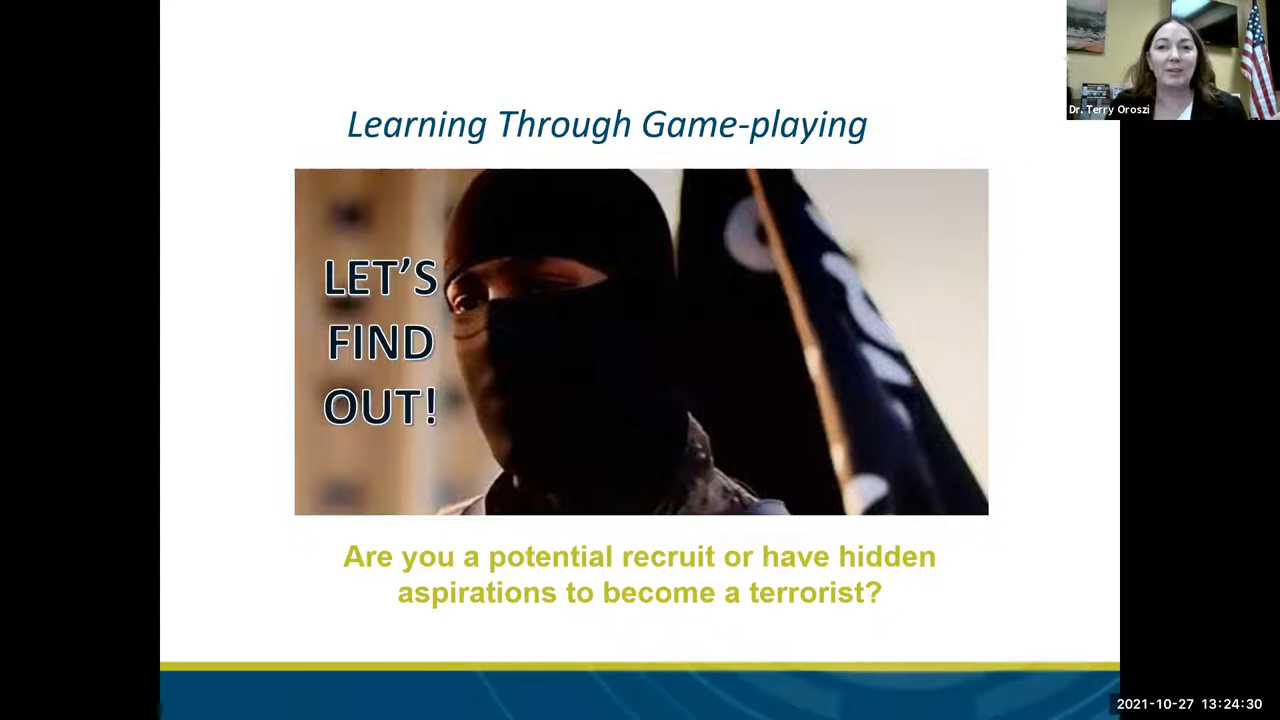 Learning Through Game-playing
Dr. Terry Oroszi
LET’S
FIND
OUT!
Are you a potential recruit or have hidden
aspirations to become a terrorist?
2021-10-27 13:24:30